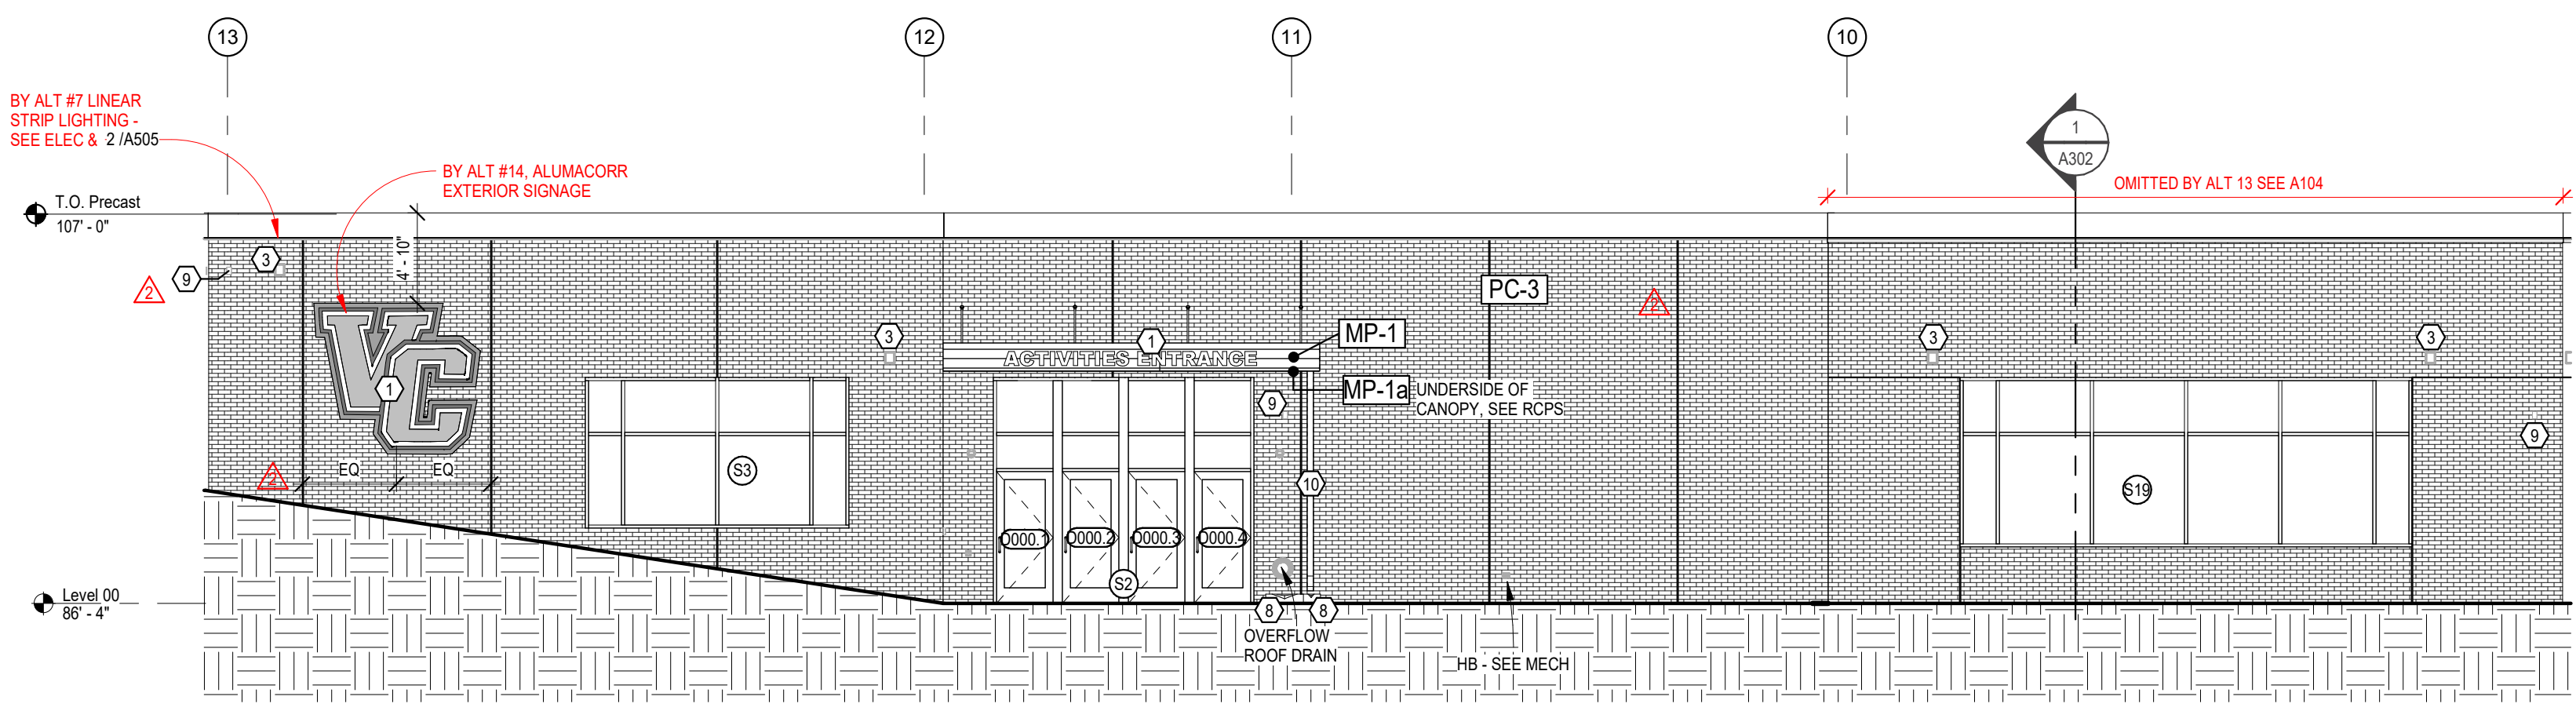 13
12
11
10
BY ALT #7 LINEAR
STRIP LIGHTING -
SEE ELEC & 2 /A505
BY ALT #14, ALUMACORR
EXTERIOR SIGNAGE
1
A302
OMITTED BY ALT 13 SEE A104
T.O. Precast
107' - 0"
4' - 10"
3
9
2
PC-3
2
VC
1
3
1
MP-1
ACTIVITIES ENTRANCE
3
3
MP-1a
UNDERSIDE OF
CANOPY, SEE RCPS
9
9
2
EQ
EQ
S3
10
S19
D000.1
D000.2
D000.3
D000.4
S2
Level 00
86' - 4"
8
8
OVERFLOW
ROOF DRAIN
HB - SEE MECH